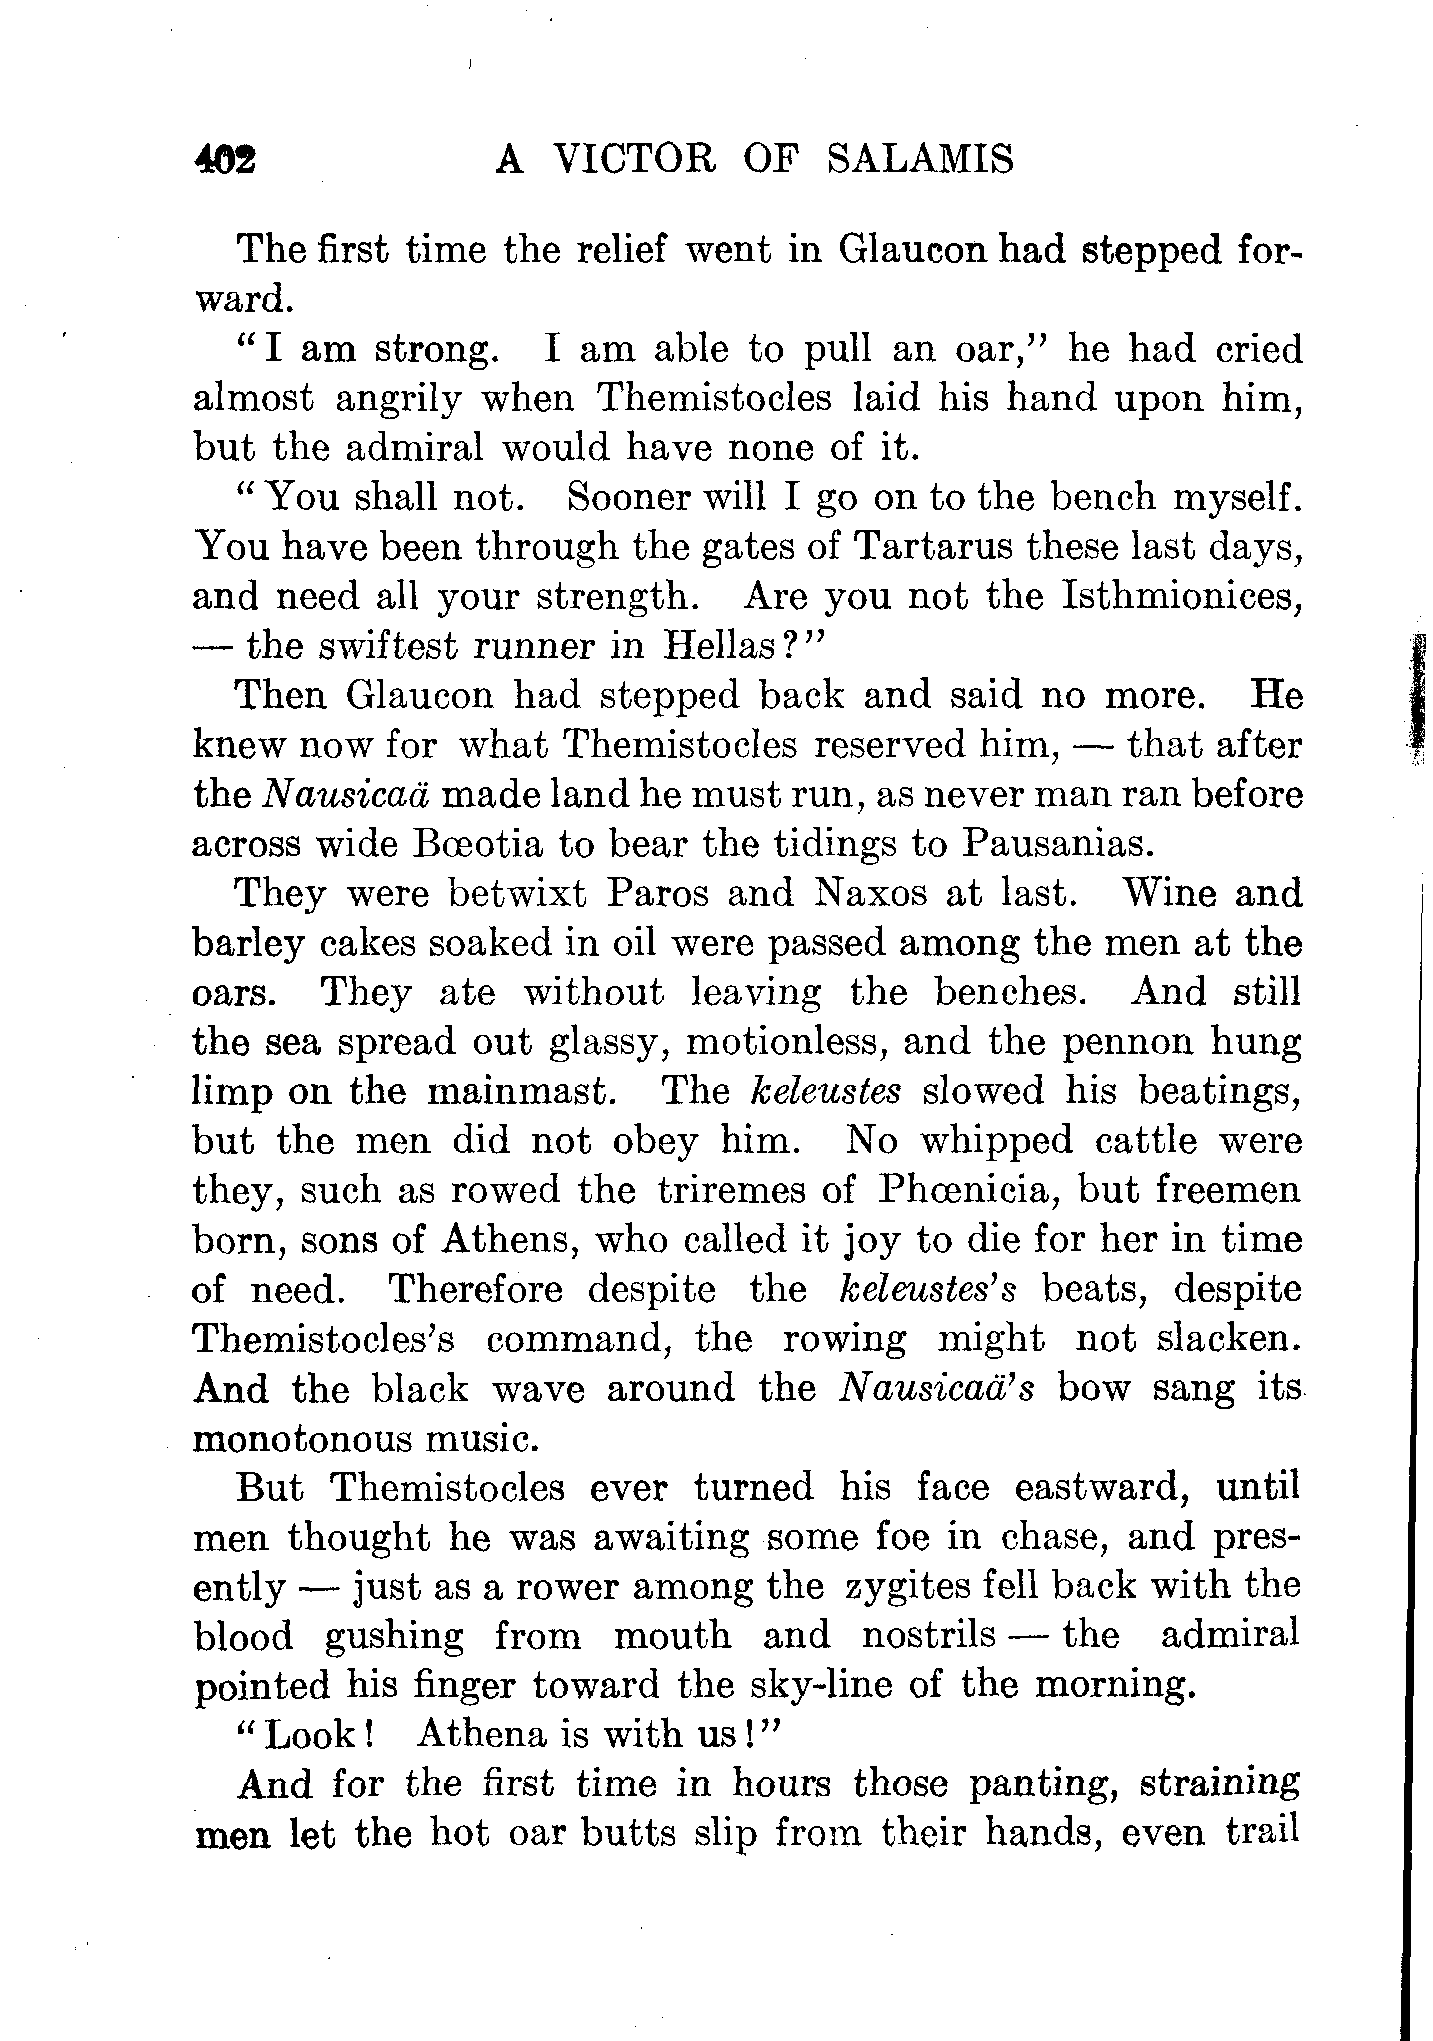 402 A VICTOR OF SALAMIS
The first time the relief went in Glaucon had stepped for-
ward.
“I am strong. I am able to pull an oar,” he had cried
almost angrily when Themistocles laid his hand upon him,
but the admiral would have none of it.
“You shall not. Sooner will I go on to the bench myself.
You have been through the gates of Tartarus these last days,
and need all your strength. Are you not the Isthmionices,
— the swiftest runner in Hellas?”
Then Glaucon had stepped back and said no more. He
knew now for what Themistocles reserved him, — that after
the Nausicaä made land he must run, as never man ran before
across wide Bœotia to bear the tidings to Pausanias.
They were betwixt Paros and Naxos at last. Wine and
barley cakes soaked in oil were passed among the men at the
oars. They ate without leaving the benches. And still
the sea spread out glassy, motionless, and the pennon hung
limp on the mainmast. The keleustes slowed his beatings,
but the men did not obey him. No whipped cattle were
they, such as rowed the triremes of Phœnicia, but freemen
born, sons of Athens, who called it joy to die for her in time
of need. Therefore despite the keleustes’s beats, despite
Themistocles’s command, the rowing might not slacken.
And the black wave around the Nausicaä’s bow sang its
monotonous music.
But Themistocles ever turned his face eastward, until
men thought he was awaiting some foe in chase, and pres-
ently — just as a rower among the zygites fell back with the
blood gushing from mouth and nostrils — the admiral
pointed his finger toward the sky-line of the morning.
“Look! Athena is with us!”
And for the first time in hours those panting, straining
men let the hot oar butts slip from their hands, even trail